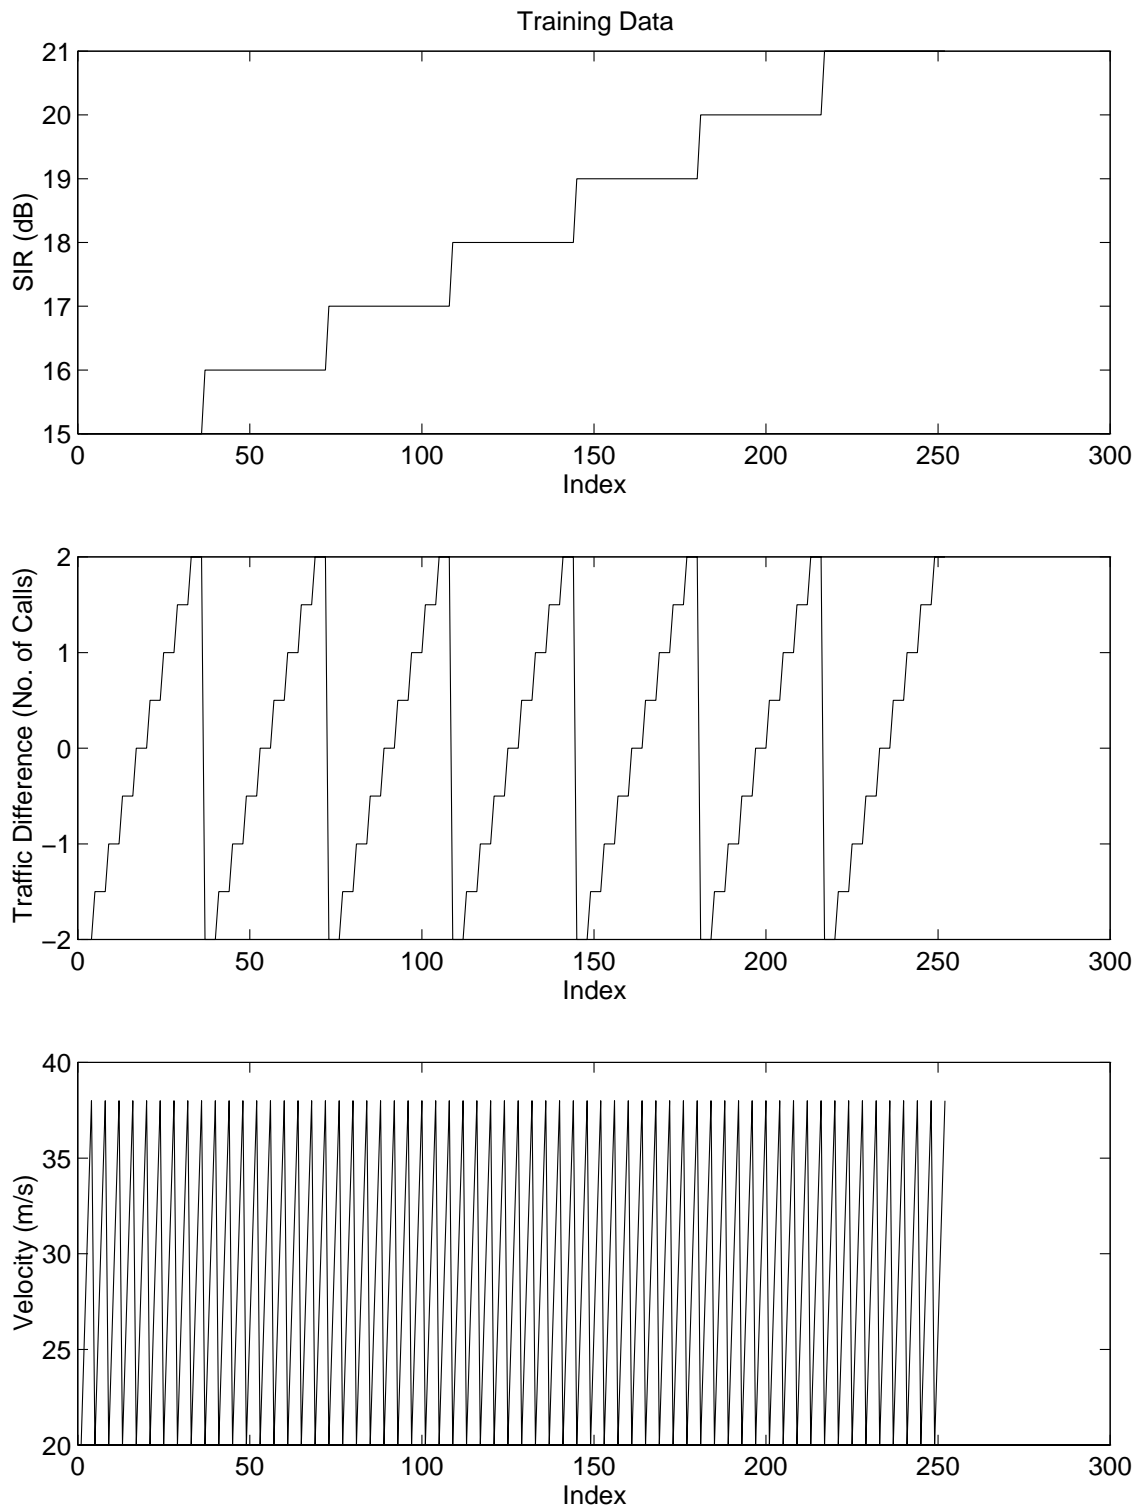 Training Data
21
20
19
18
17
16
15
SIR (dB)
0 50 100 150 200 250 300
Index
2
1
0
−1
−2
Traffic Difference (No. of Calls)
0 50 100 150 200 250 300
Index
40
35
30
25
20
Velocity (m/s)
0 50 100 150 200 250 300
Index